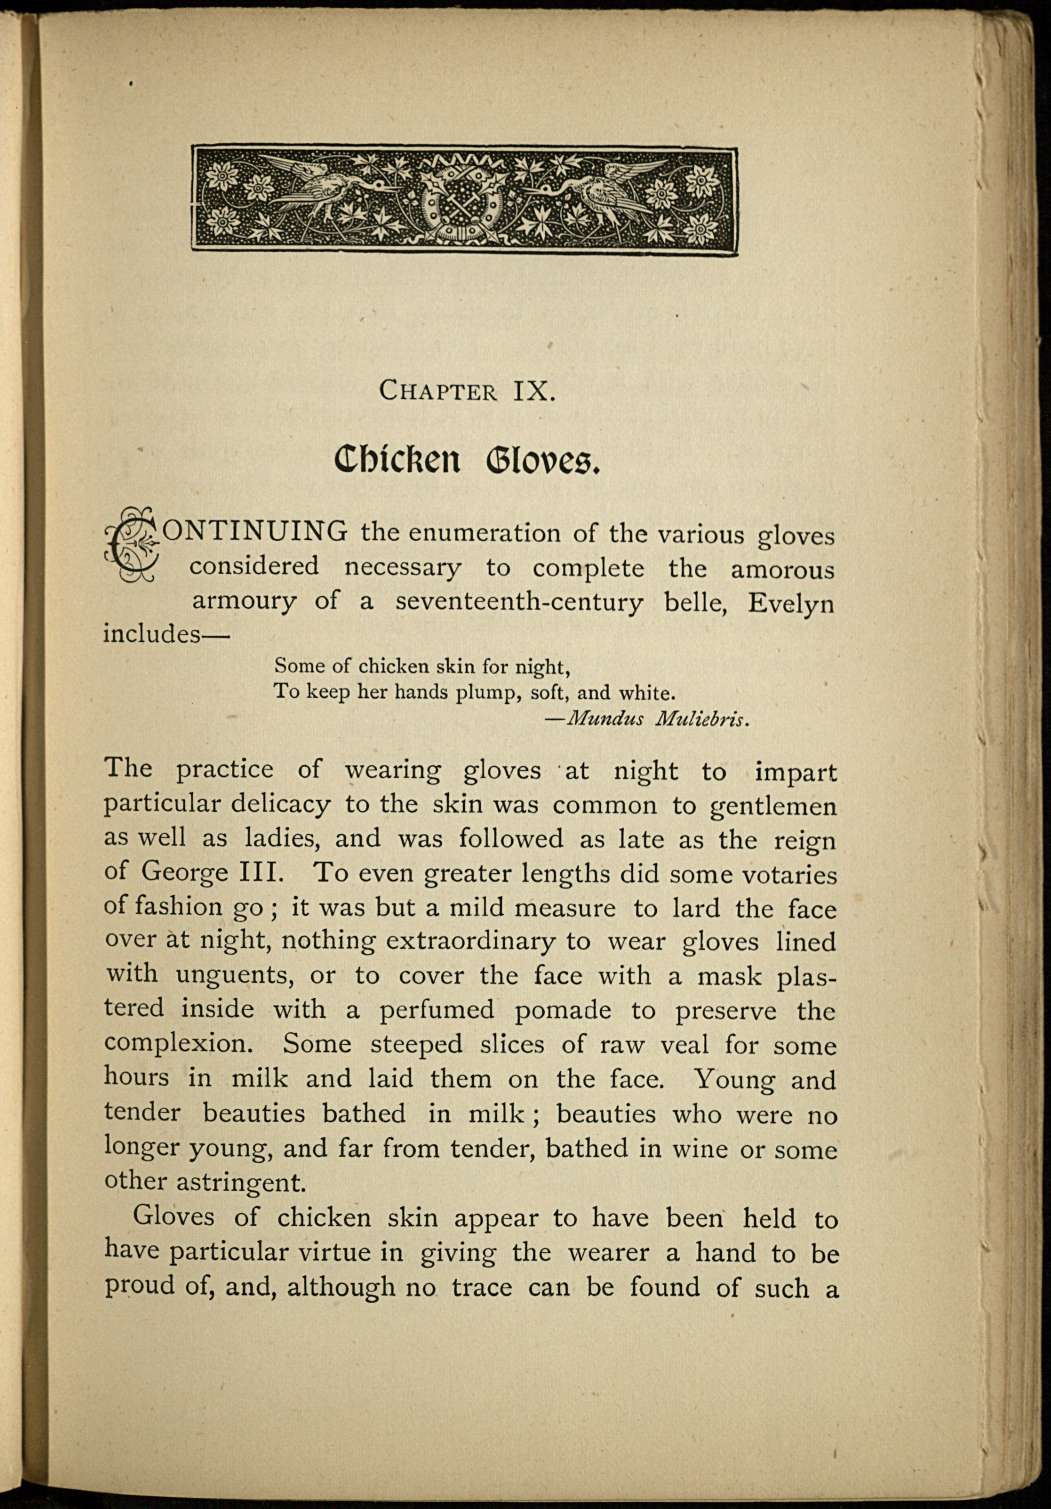 CHAPTER IX.
Chicken Gloves.
CONTINUING the enumeration of the various gloves
considered necessary to complete the amorous
armoury of a seventeenth-century belle, Evelyn
includes—
Some of chicken skin for night,
To keep her hands plump, soft, and white.
—Mundus Muliebris.
The practice of wearing gloves at night to impart
particular delicacy to the skin was common to gentlemen
as well as ladies, and was followed as late as the reign
of George III. To even greater lengths did some votaries
of fashion go ; it was but a mild measure to lard the face
over at night, nothing extraordinary to wear gloves lined
with unguents, or to cover the face with a mask plas-
tered inside with a perfumed pomade to preserve the
complexion. Some steeped slices of raw veal for some
hours in milk and laid them on the face. Young and
tender beauties bathed in milk ; beauties who were no
longer young, and far from tender, bathed in wine or some
other astringent.
Gloves of chicken skin appear to have been held to
have particular virtue in giving the wearer a hand to be
proud of, and, although no trace can be found of such a